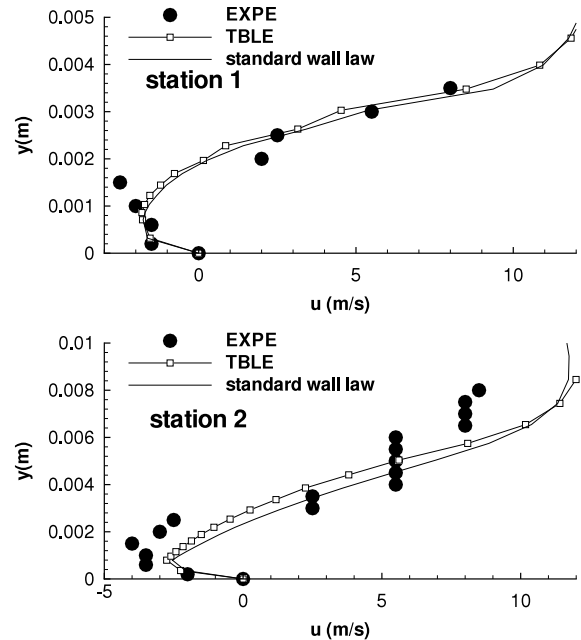 0.005
EXPE
TBLE
standard wall law
station 1
0.004
0.003
y(m)
0.002
0.001
0
0
5
10
u (m/s)
0.01
EXPE
TBLE
standard wall law
station 2
0.008
0.006
y(m)
0.004
0.002
0
-5
0
5
10
u (m/s)